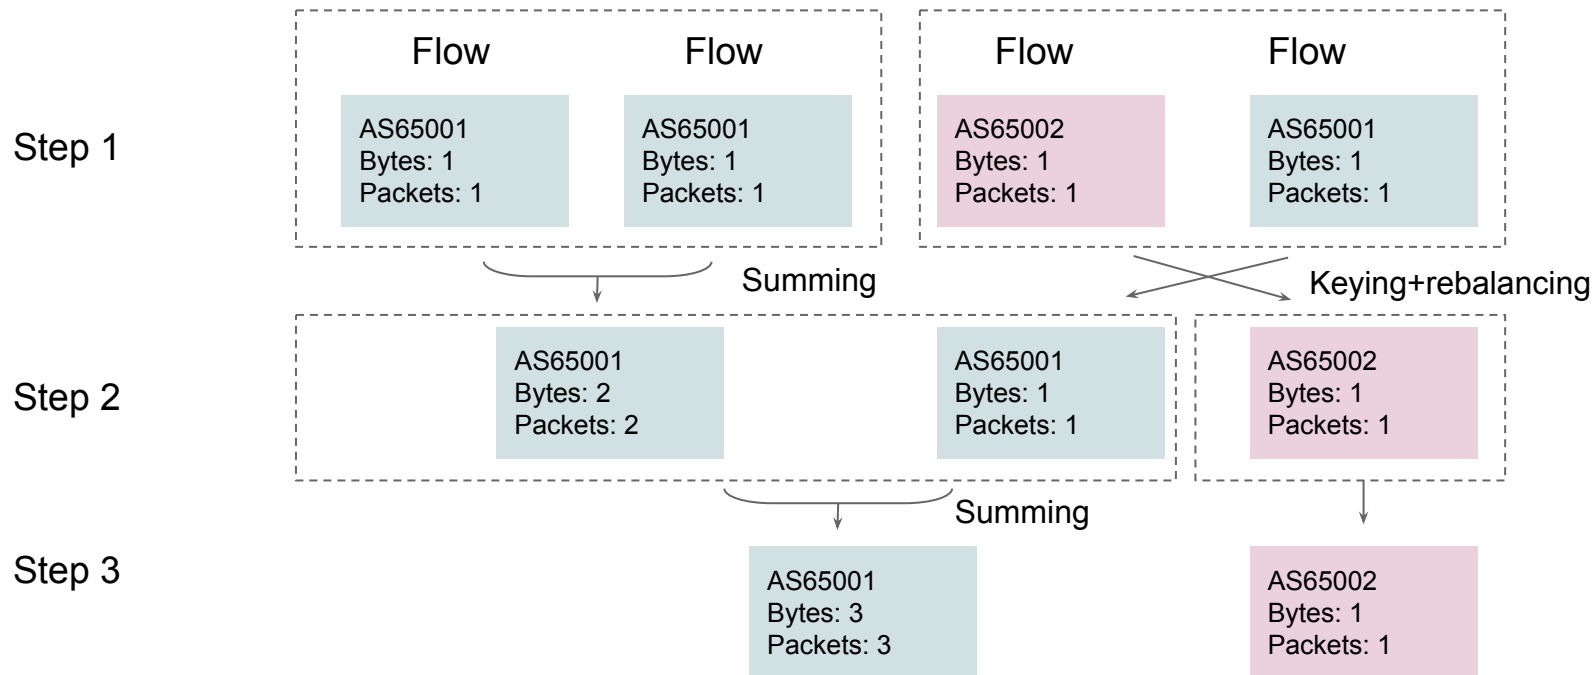 Flow
Flow
Flow
Flow
Step 1
AS65001
Bytes: 1
Packets: 1
AS65001
Bytes: 1
Packets: 1
AS65002
Bytes: 1
Packets: 1
AS65001
Bytes: 1
Packets: 1
Summing
Keying+rebalancing
Step 2
AS65001
Bytes: 2
Packets: 2
AS65001
Bytes: 1
Packets: 1
AS65002
Bytes: 1
Packets: 1
Summing
Step 3
AS65001
Bytes: 3
Packets: 3
AS65002
Bytes: 1
Packets: 1